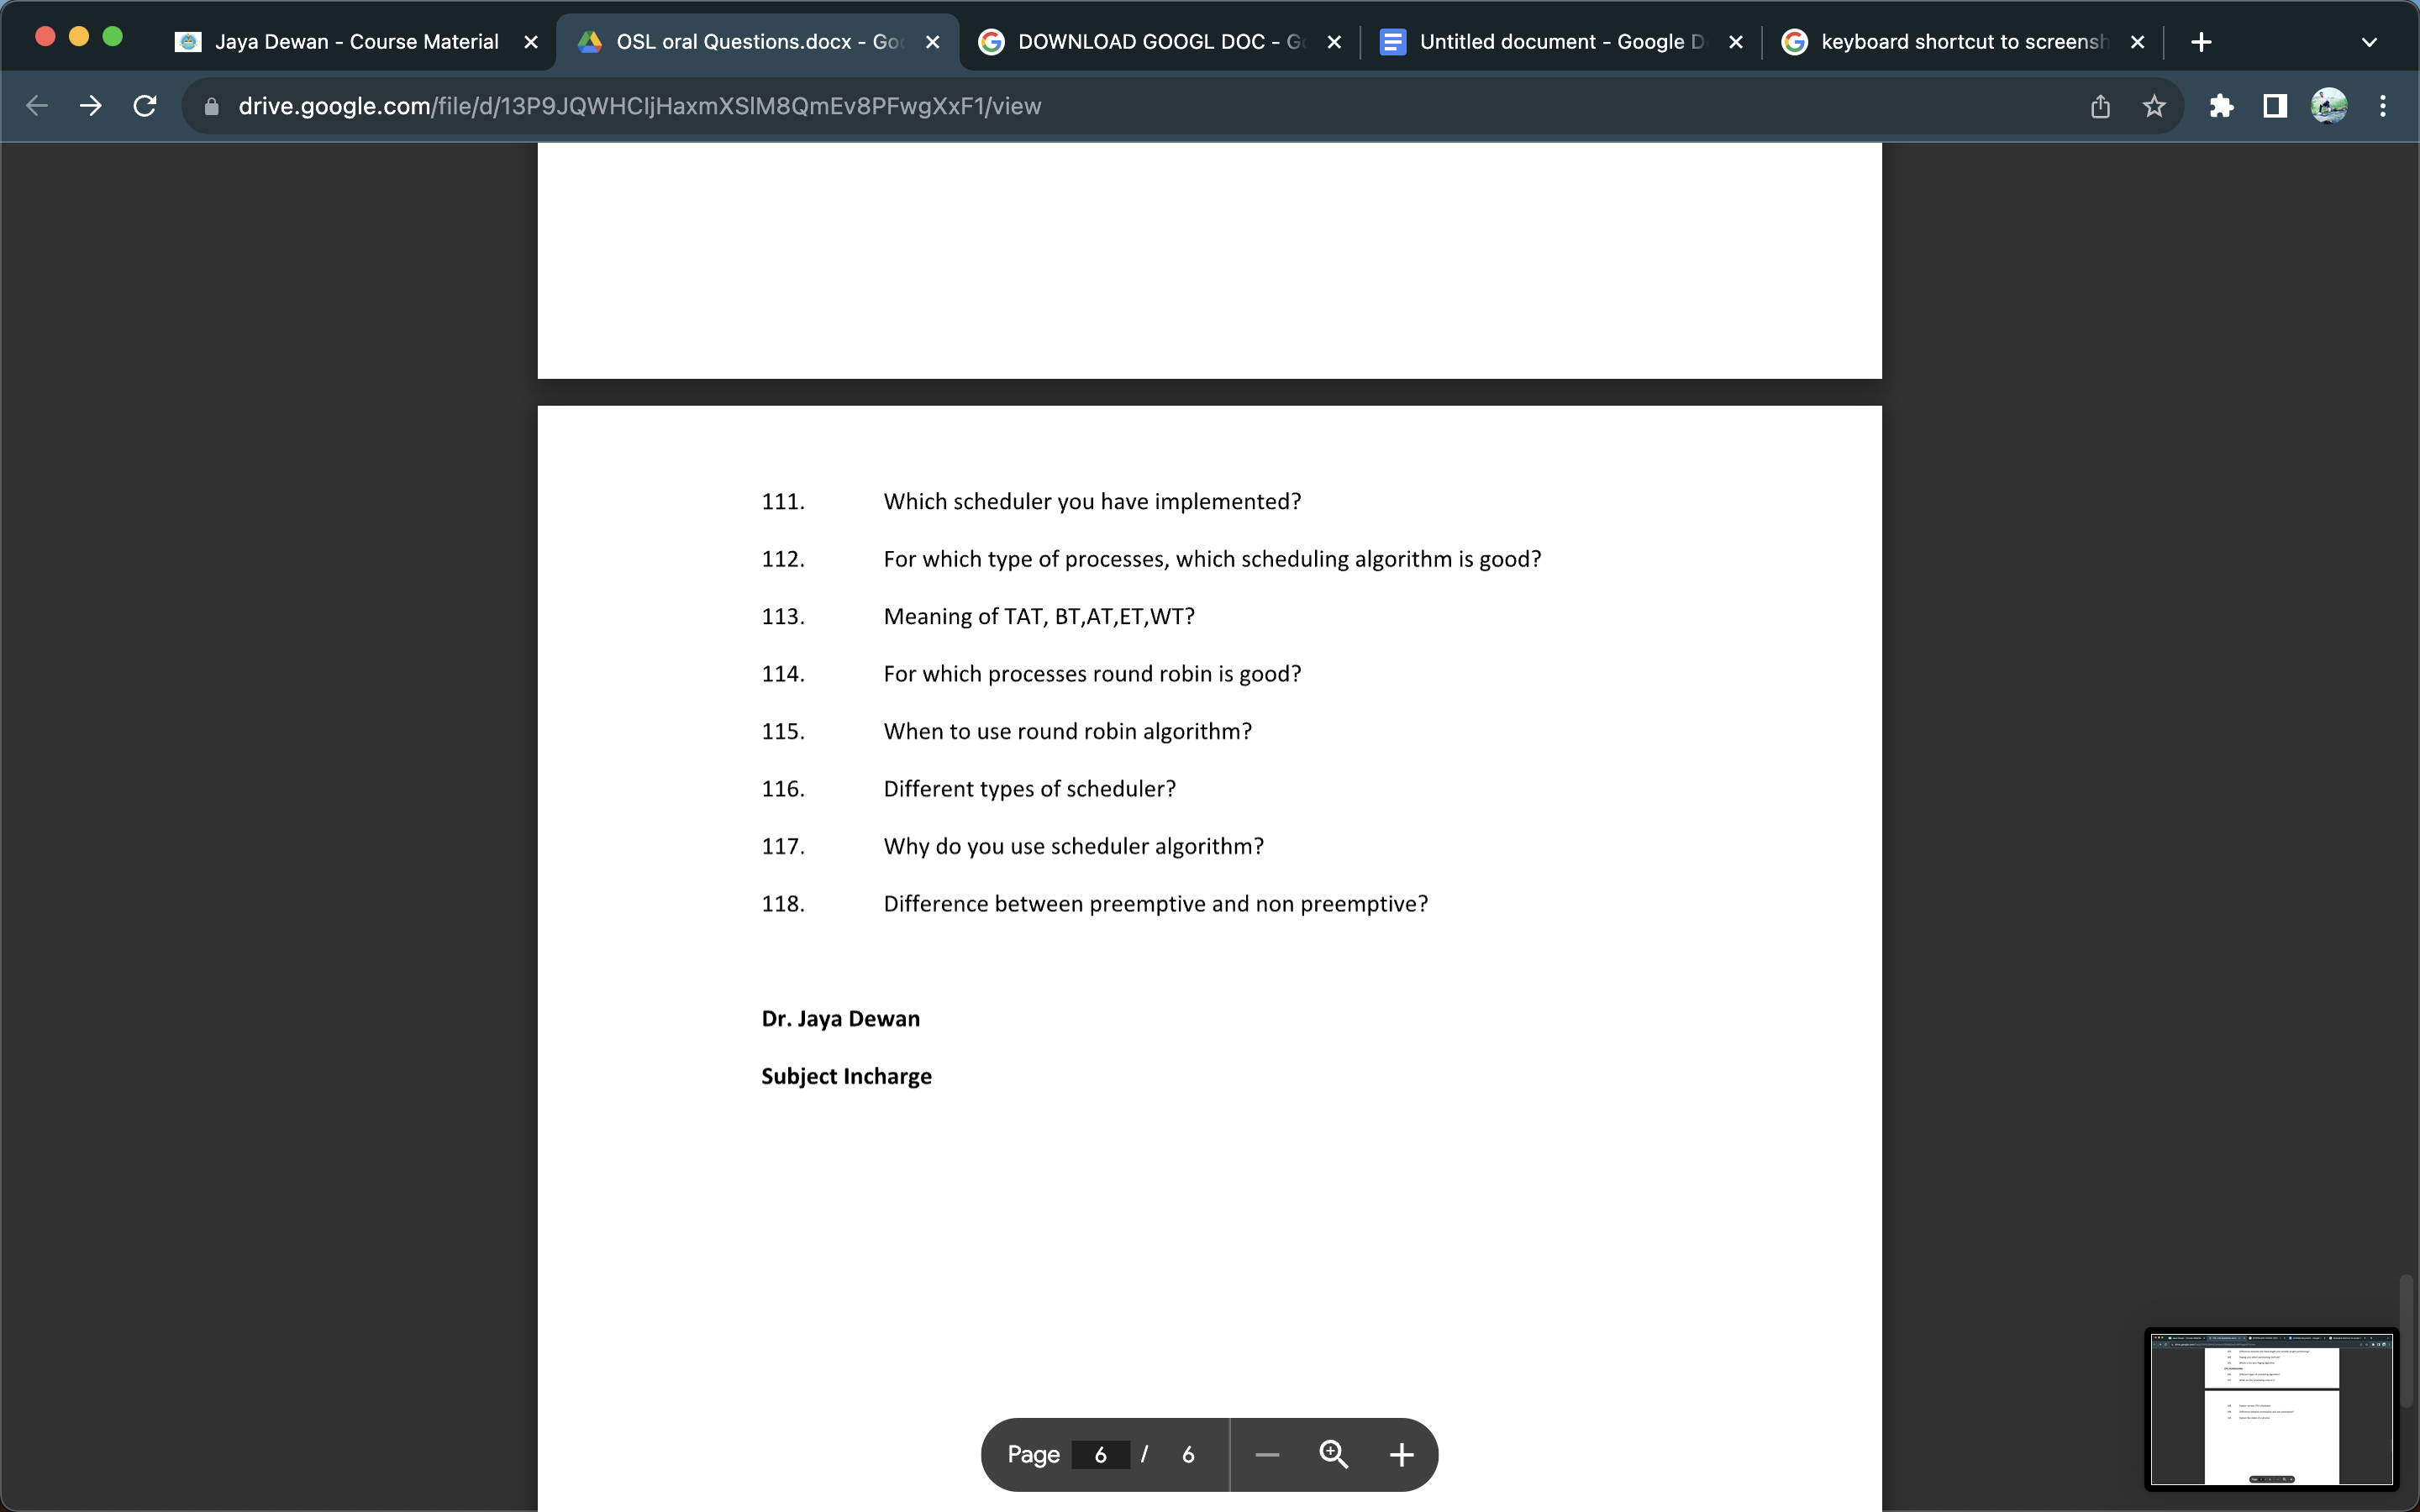 Jaya Dewan - Course Material
OSL oral Questions.docx - Goo
DOWNLOAD GOOGL DOC - G
Untitled document - Google D
keyboard shortcut to screensh
drive.google.com/file/d/13P9JQWHCIjHaxmXSlM8QmEv8PFwgXxF1/view
111. Which scheduler you have implemented?
112. For which type of processes, which scheduling algorithm is good?
113. Meaning of TAT, BT,AT,ET,WT?
114. For which processes round robin is good?
115. When to use round robin algorithm?
116. Different types of scheduler?
117. Why do you use scheduler algorithm?
118. Difference between preemptive and non preemptive?
Dr. Jaya Dewan
Subject Incharge
Page 6 / 6